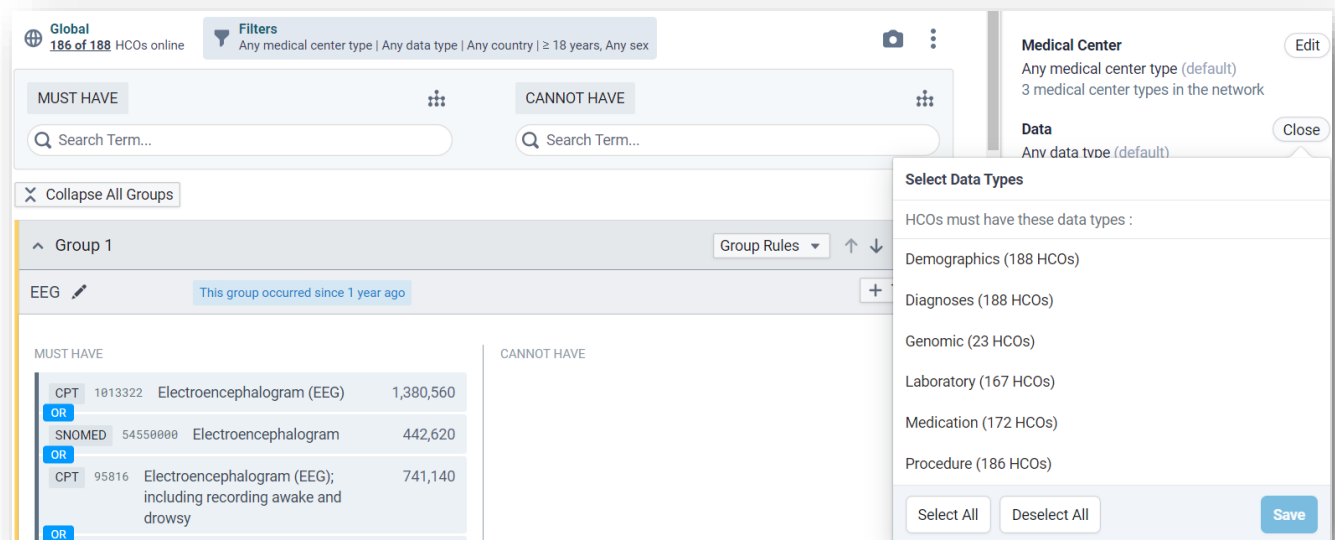 Global
186 of 188 HCOs online
Filters
Any medical center type | Any data type | Any country | ≥ 18 years, Any sex
MUST HAVE
CANNOT HAVE
Search Term...
Search Term...
Collapse All Groups
Group 1
Group Rules
EEG
This group occurred since 1 year ago
+
MUST HAVE
CANNOT HAVE
CPT 1013322 Electroencephalogram (EEG) 1,380,560
OR
SNOMED 54550000 Electroencephalogram 442,620
OR
CPT 95816 Electroencephalogram (EEG); 741,140
including recording awake and
drowsy
OR
Medical Center
Edit
Any medical center type (default)
3 medical center types in the network
Data
Close
Any data type (default)
Select Data Types
HCOs must have these data types :
Demographics (188 HCOs)
Diagnoses (188 HCOs)
Genomic (23 HCOs)
Laboratory (167 HCOs)
Medication (172 HCOs)
Procedure (186 HCOs)
Select All
Deselect All
Save